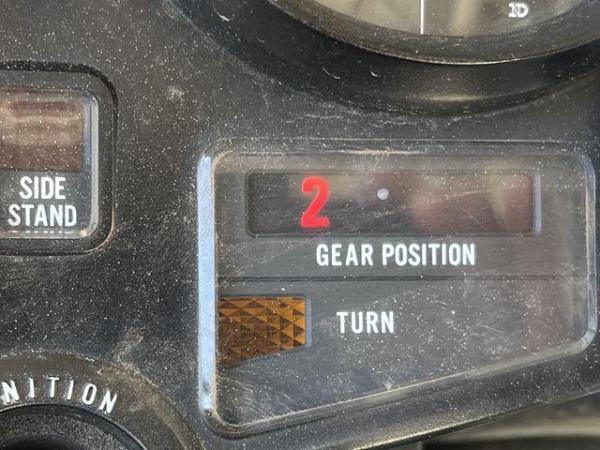 SIDE
STAND
2
GEAR POSITION
TURN
NITION